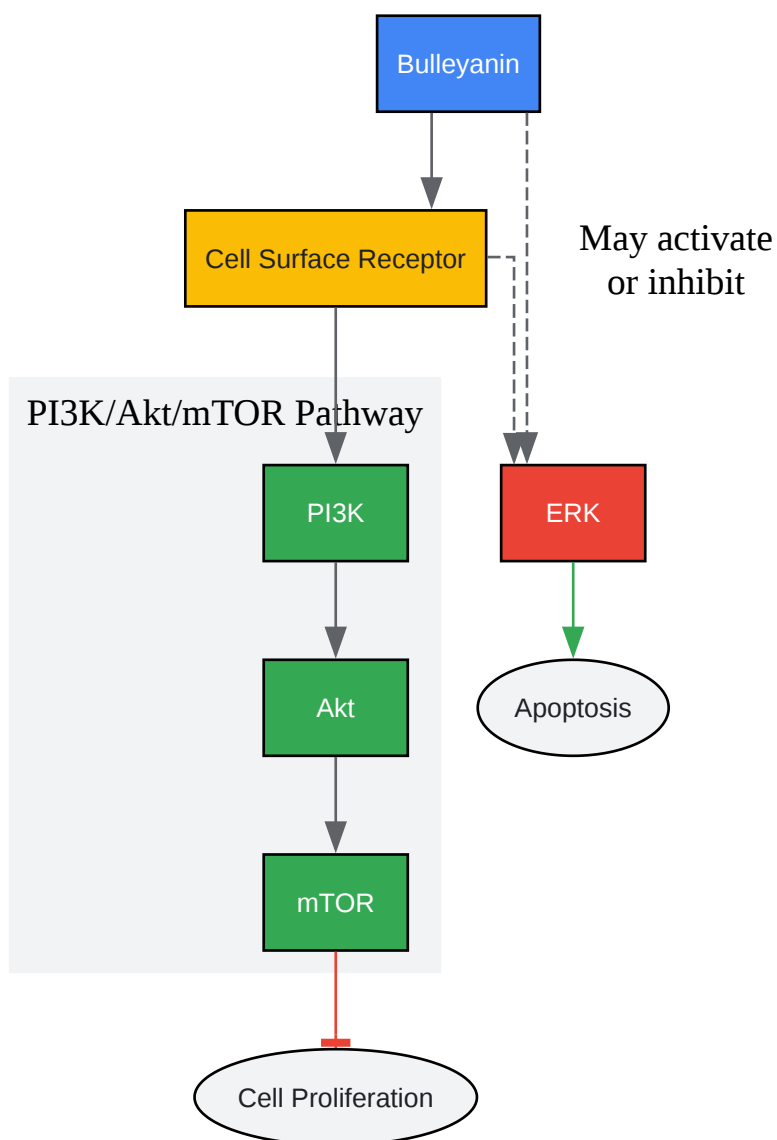 Bulleyanin
Cell Surface Receptor
May activate
or inhibit
PI3K/Akt/mTOR Pathway
PI3K
ERK
Akt
Apoptosis
mTOR
Cell Proliferation